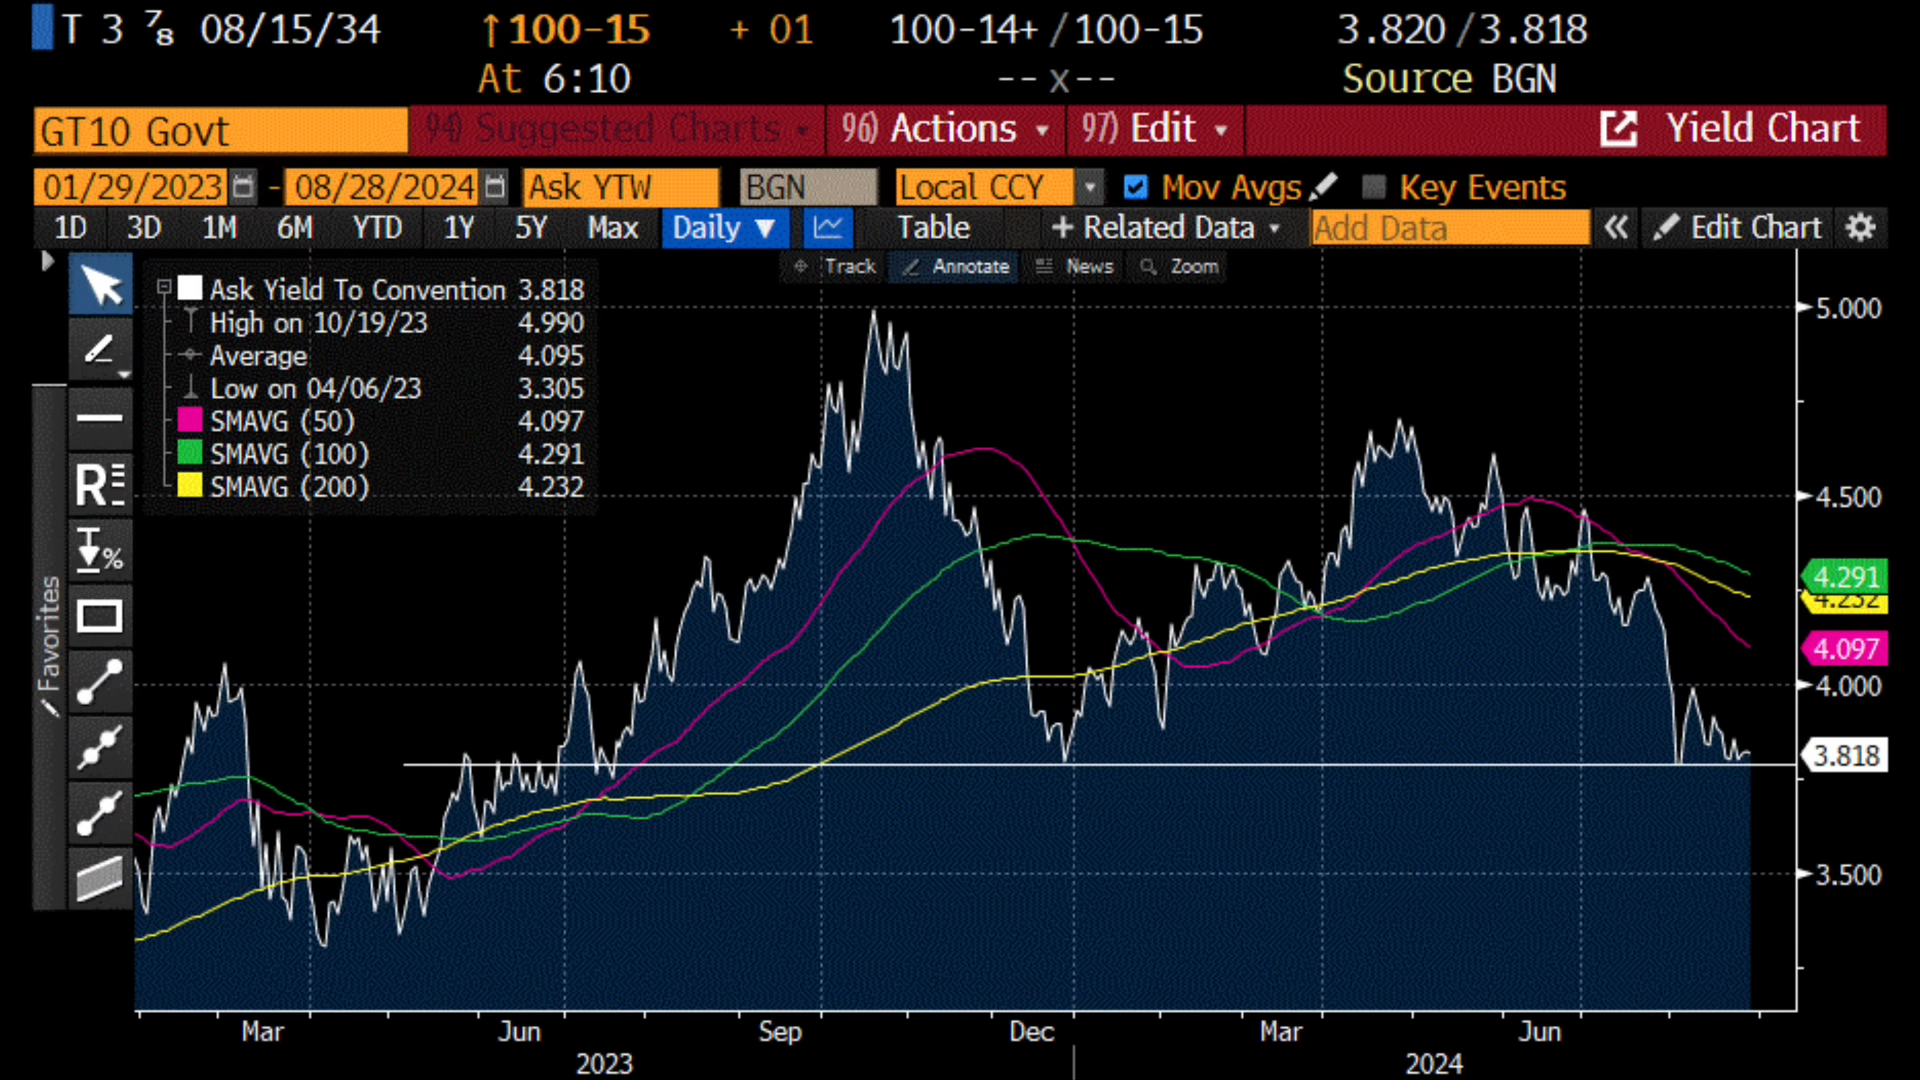 T 3 ⅞ 08/15/34 ↑100-15 + 01 100-14+ / 100-15 3.820 / 3.818
At 6:10 -- x -- Source BGN
GT10 Govt 94) Suggested Charts 96) Actions 97) Edit Yield Chart
01/29/2023 - 08/28/2024 Ask YTW BGN Local CCY Mov Avgs Key Events
1D 3D 1M 6M YTD 1Y 5Y Max Daily ▼ Table + Related Data Add Data « Edit Chart
Track Annotate News Zoom
Ask Yield To Convention 3.818
High on 10/19/23 4.990
Average 4.095
Low on 04/06/23 3.305
SMAVG (50) 4.097
SMAVG (100) 4.291
SMAVG (200) 4.232
R
%
Favorites
5.000
4.500
4.291
4.232
4.097
4.000
3.818
3.500
Mar Jun Sep Dec Mar Jun
2023 2024